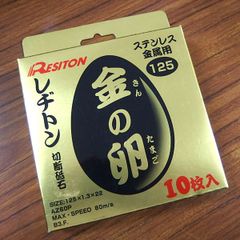 RESITON
ステンレス
金属用
125
レヂトン
切断砥石
金の卵
きん
たまご
SIZE:125×1.3×22
AZ60P
MAX・SPEED 80m/s
B3.F.
10枚入